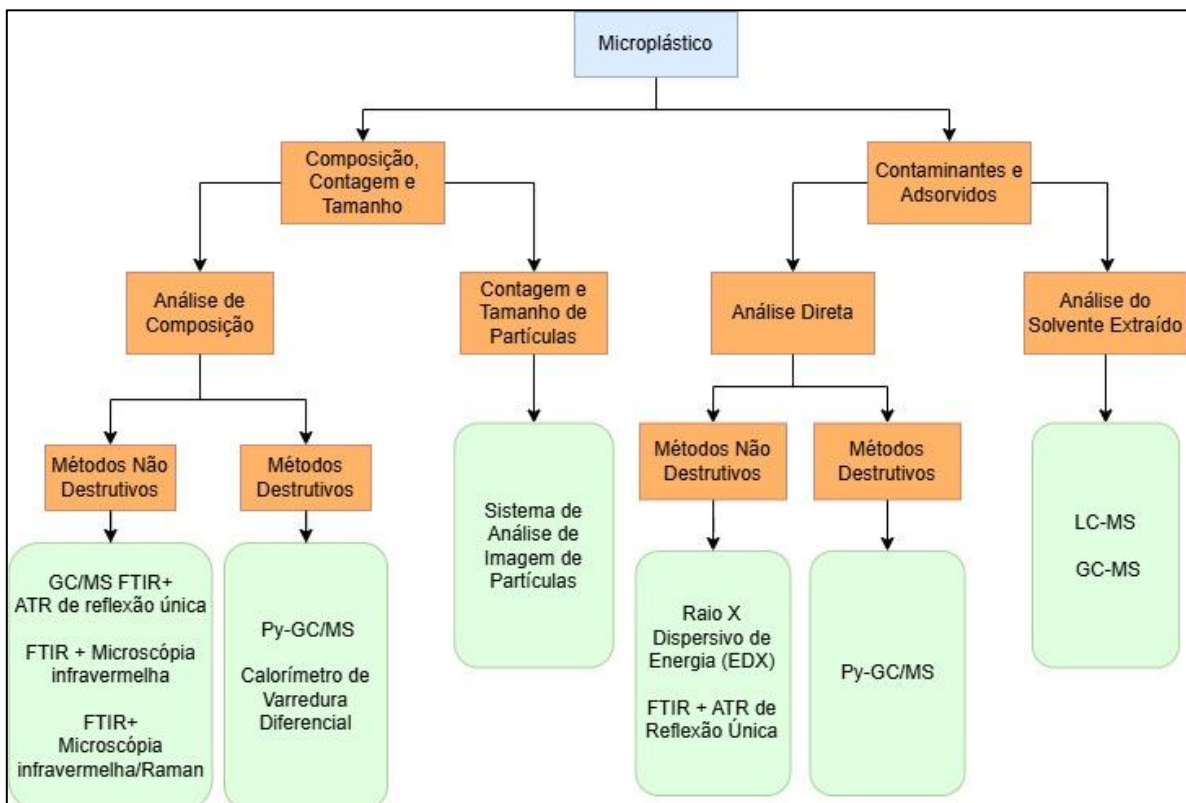 Microplástico
Composição,
Contagem e
Tamanho
Contaminantes e
Adsorvidos
Análise de
Composição
Contagem e
Tamanho de
Partículas
Análise Direta
Análise do
Solvente Extraído
Métodos Não
Destrutivos
Métodos
Destrutivos
Métodos Não
Destrutivos
Métodos
Destrutivos
GC/MS FTIR+
ATR de reflexão única
FTIR + Microscópia
infravermelha
FTIR+
Microscópia
infravermelha/Raman
Py-GC/MS
Calorímetro de
Varredura
Diferencial
Sistema de
Análise de
Imagem de
Partículas
Raio X
Dispersivo de
Energia (EDX)
FTIR + ATR de
Reflexão Única
Py-GC/MS
LC-MS
GC-MS